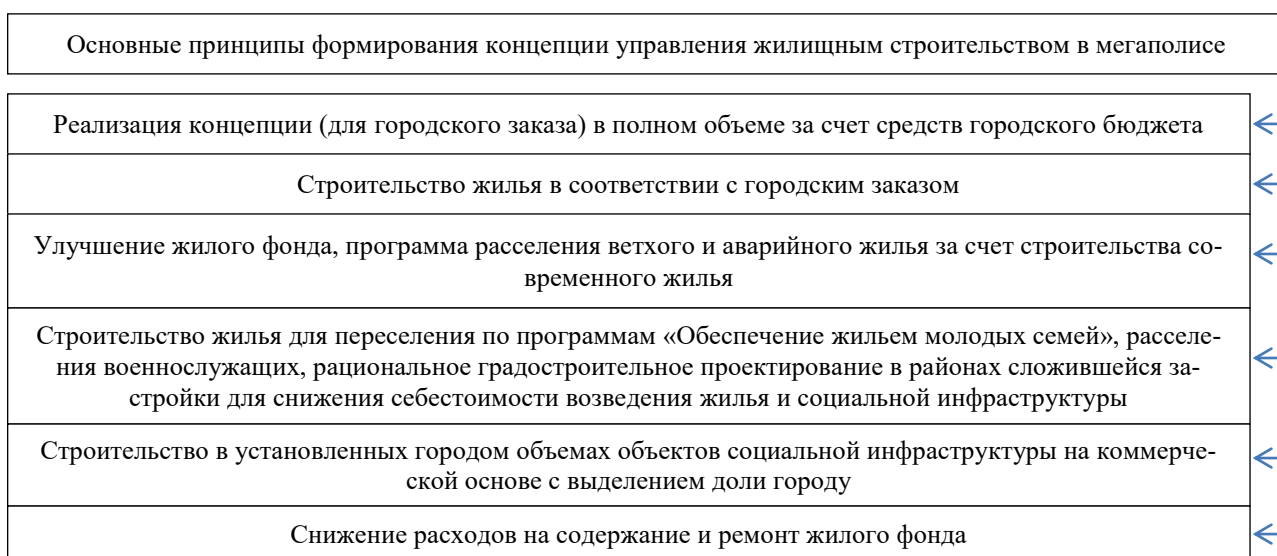 Основные принципы формирования концепции управления жилищным строительством в мегаполисе
Реализация концепции (для городского заказа) в полном объеме за счет средств городского бюджета
Строительство жилья в соответствии с городским заказом
Улучшение жилого фонда, программа расселения ветхого и аварийного жилья за счет строительства со-
временного жилья
Строительство жилья для переселения по программам «Обеспечение жильем молодых семей», расселе-
ния военнослужащих, рациональное градостроительное проектирование в районах сложившейся за-
стройки для снижения себестоимости возведения жилья и социальной инфраструктуры
Строительство в установленных городом объемах объектов социальной инфраструктуры на коммерче-
ской основе с выделением доли городу
Снижение расходов на содержание и ремонт жилого фонда